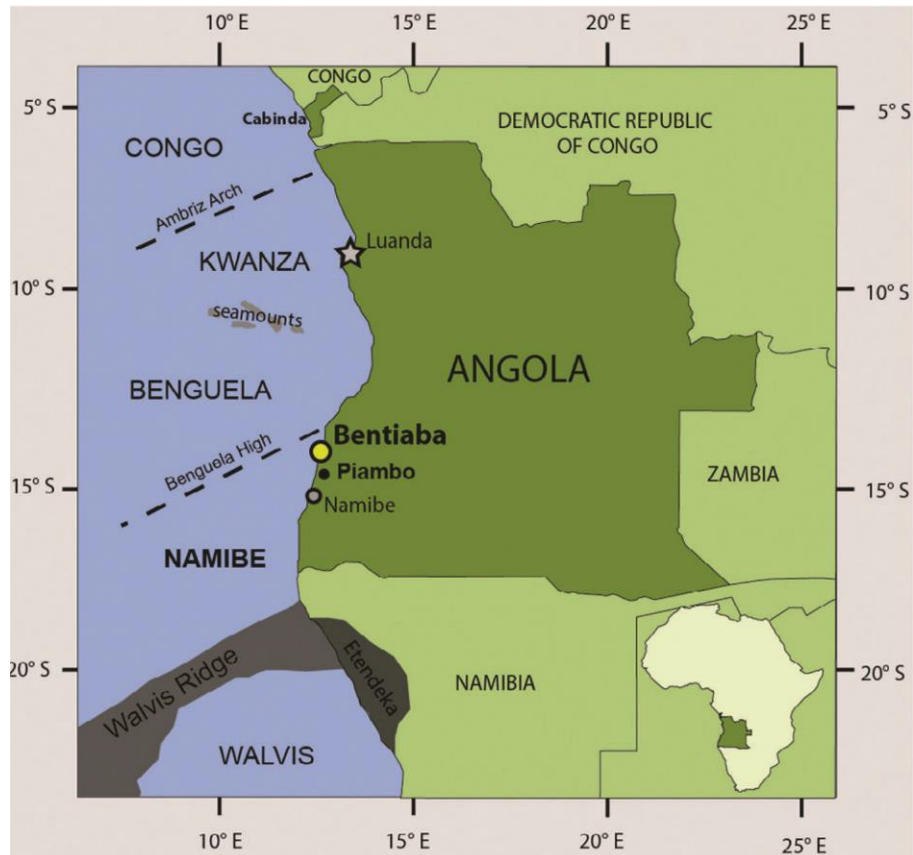 10° E 15° E 20° E 25° E
CONGO
5° S 5° S
Cabinda
DEMOCRATIC REPUBLIC
OF CONGO
CONGO
Ambriz Arch
Luanda
KWANZA
10° S 10° S
seamounts
ANGOLA
BENGUELA
Bentiaba
Benguela High
Piambo
ZAMBIA
15° S 15° S
Namibe
NAMIBE
Etendeka
20° S 20° S
Walvis Ridge
NAMIBIA
WALVIS
10° E 15° E 20° E 25° E